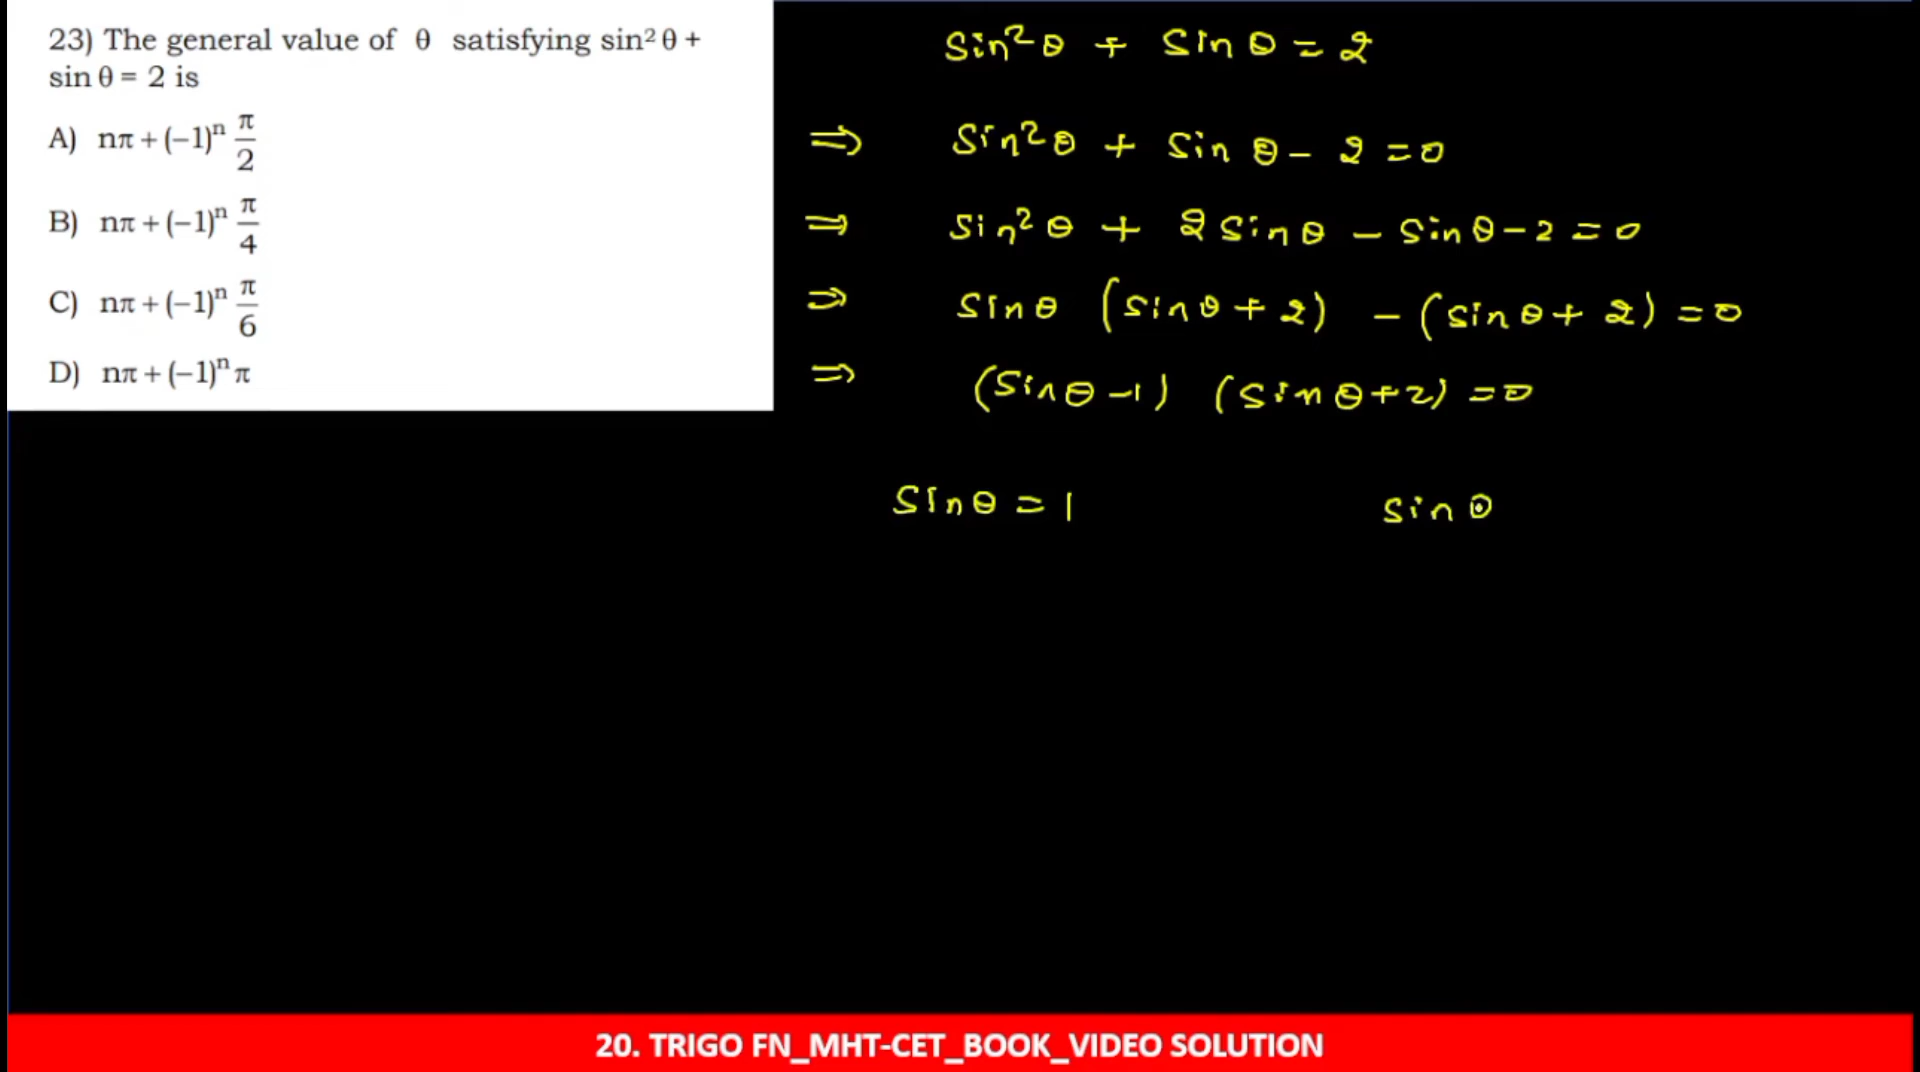 23) The general value of θ satisfying sin² θ +
sin θ = 2 is
A) nπ + (−1)ⁿ π/2
B) nπ + (−1)ⁿ π/4
C) nπ + (−1)ⁿ π/6
D) nπ + (−1)ⁿ π
sin²θ + sin θ = 2
⇒ sin²θ + sin θ − 2 = 0
⇒ sin²θ + 2 sin θ − sin θ − 2 = 0
⇒ sin θ (sin θ + 2) − (sin θ + 2) = 0
⇒ (sin θ − 1) (sin θ + 2) = 0
sin θ = 1 sin θ
20. TRIGO FN_MHT-CET_BOOK_VIDEO SOLUTION